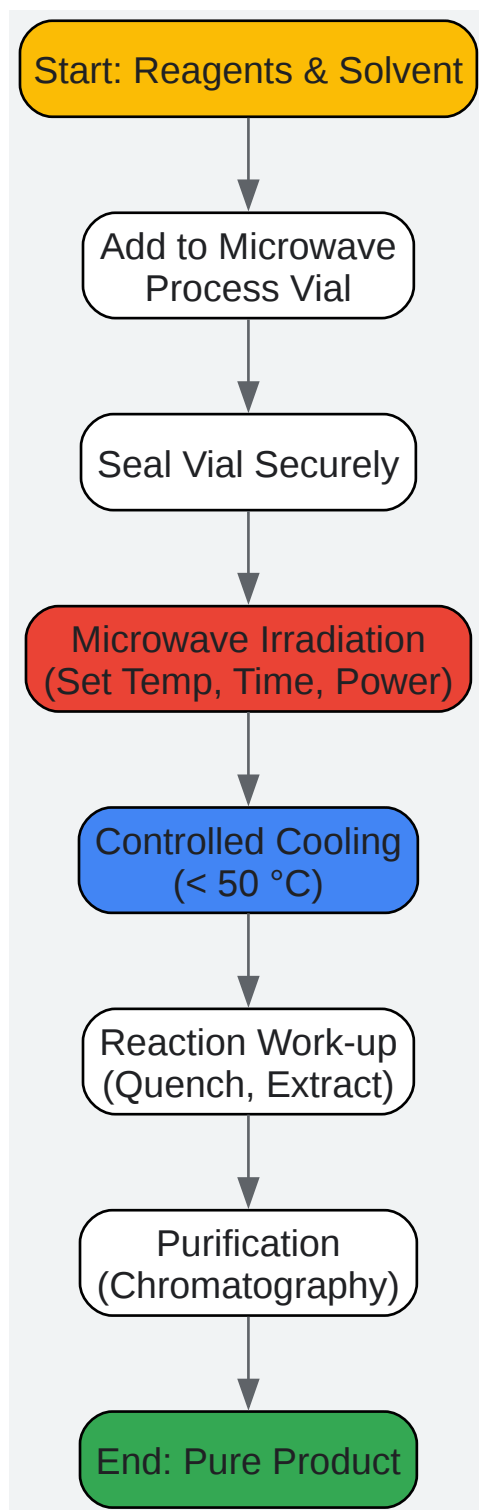 Start: Reagents & Solvent
Add to Microwave
Process Vial
Seal Vial Securely
Microwave Irradiation
(Set Temp, Time, Power)
Controlled Cooling
(< 50 °C)
Reaction Work-up
(Quench, Extract)
Purification
(Chromatography)
End: Pure Product